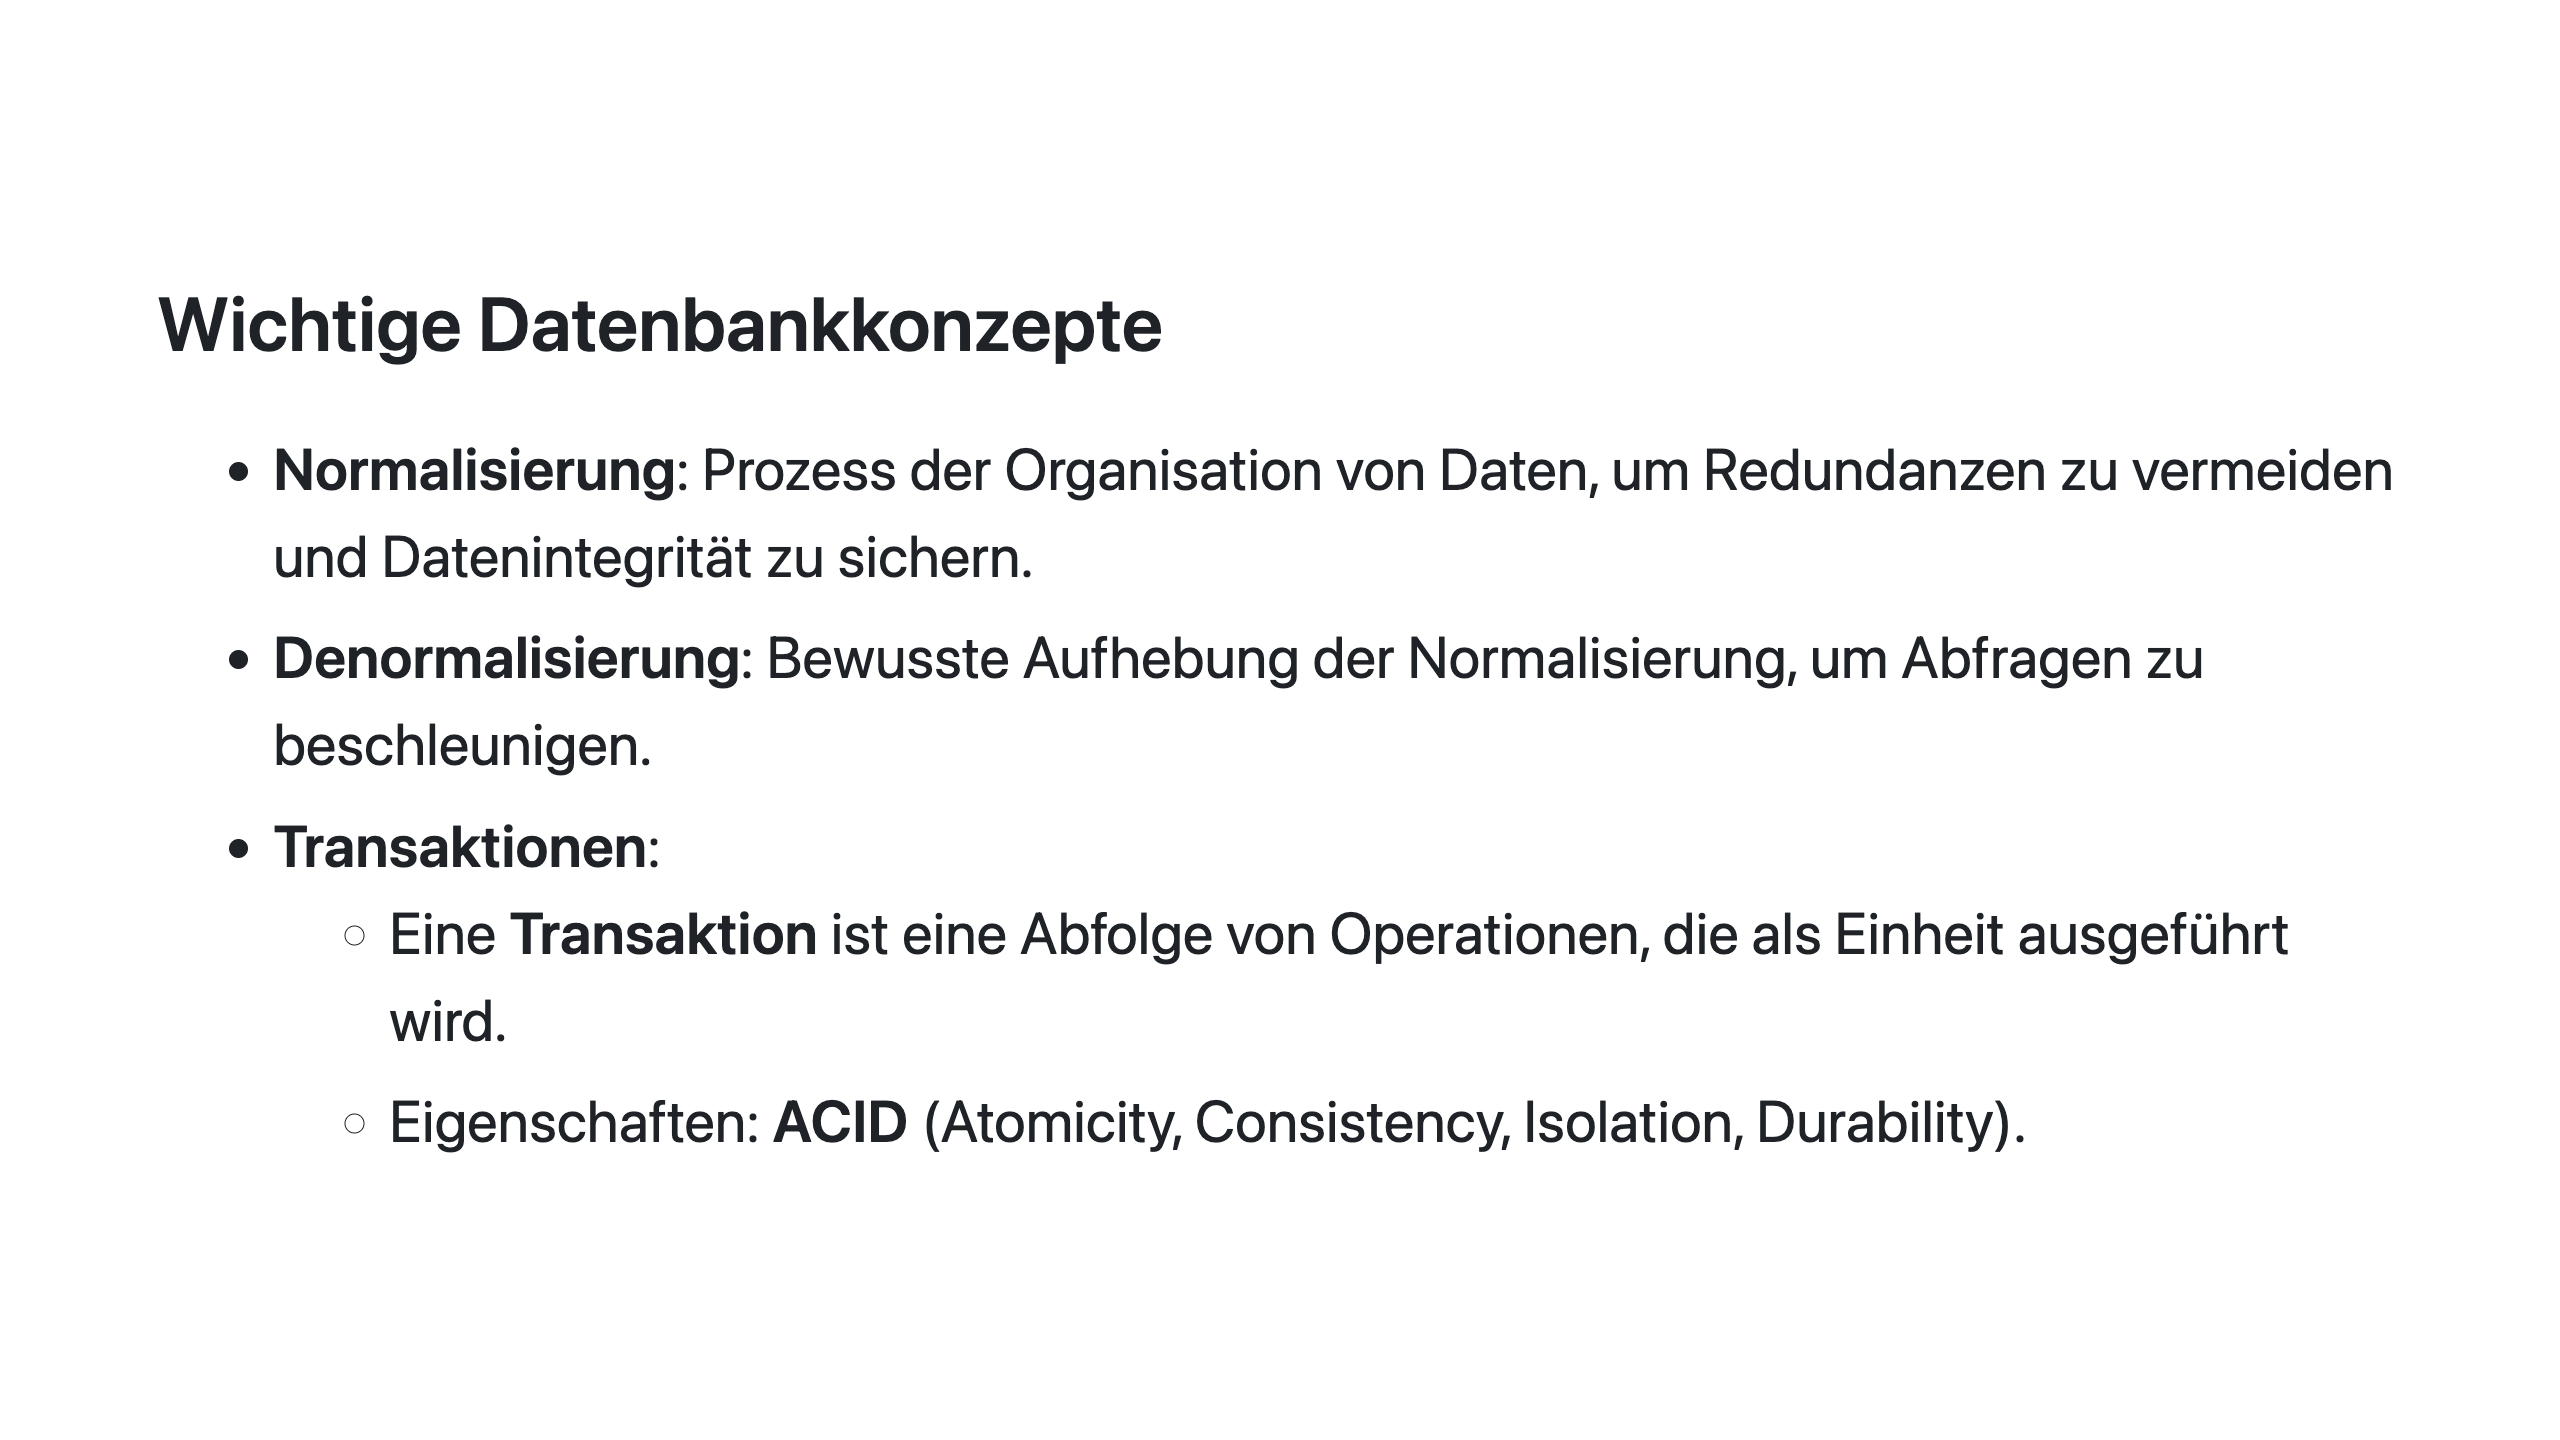 Wichtige Datenbankkonzepte
• Normalisierung: Prozess der Organisation von Daten, um Redundanzen zu vermeiden
und Datenintegrität zu sichern.
• Denormalisierung: Bewusste Aufhebung der Normalisierung, um Abfragen zu
beschleunigen.
• Transaktionen:
○ Eine Transaktion ist eine Abfolge von Operationen, die als Einheit ausgeführt
wird.
○ Eigenschaften: ACID (Atomicity, Consistency, Isolation, Durability).